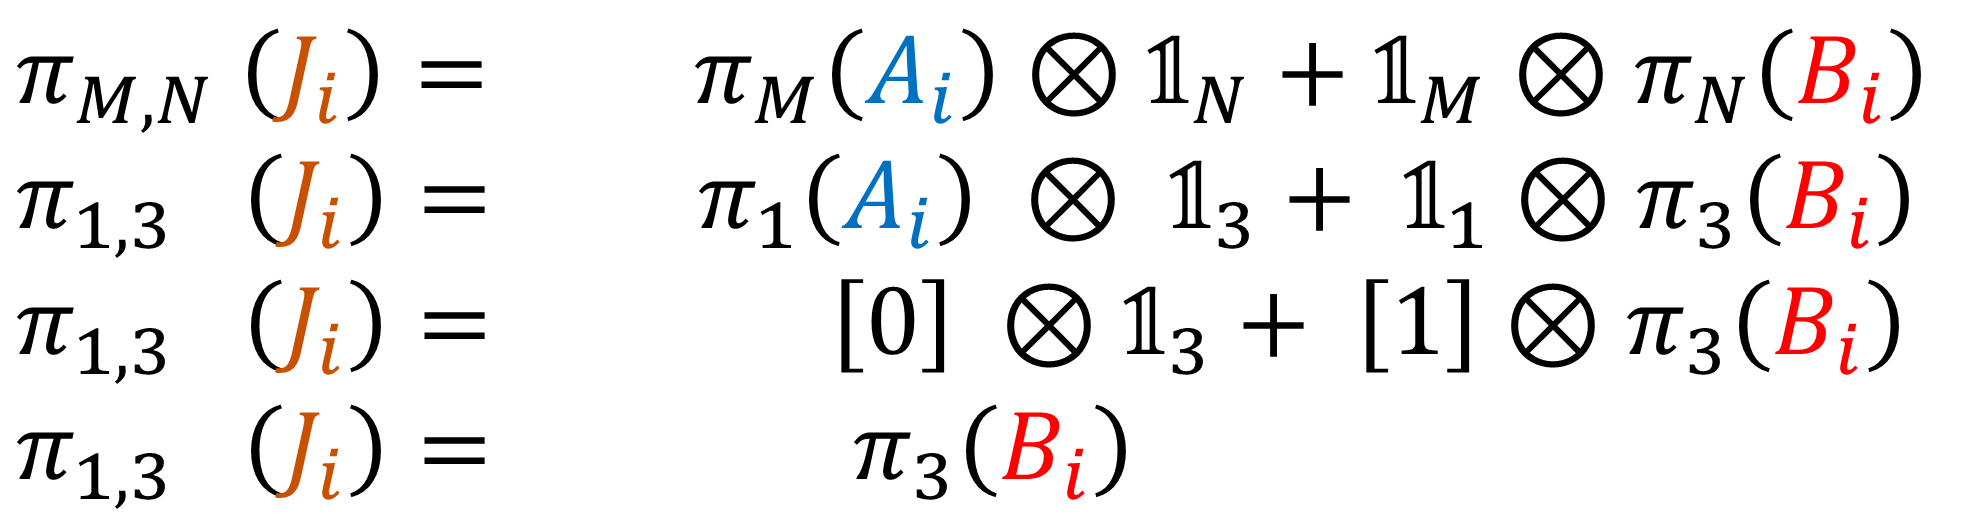 π_{M,N} (J_i) = π_M(A_i) ⊗ 𝟙_N + 𝟙_M ⊗ π_N(B_i)
π_{1,3} (J_i) = π_1(A_i) ⊗ 𝟙_3 + 𝟙_1 ⊗ π_3(B_i)
π_{1,3} (J_i) = [0] ⊗ 𝟙_3 + [1] ⊗ π_3(B_i)
π_{1,3} (J_i) = π_3(B_i)